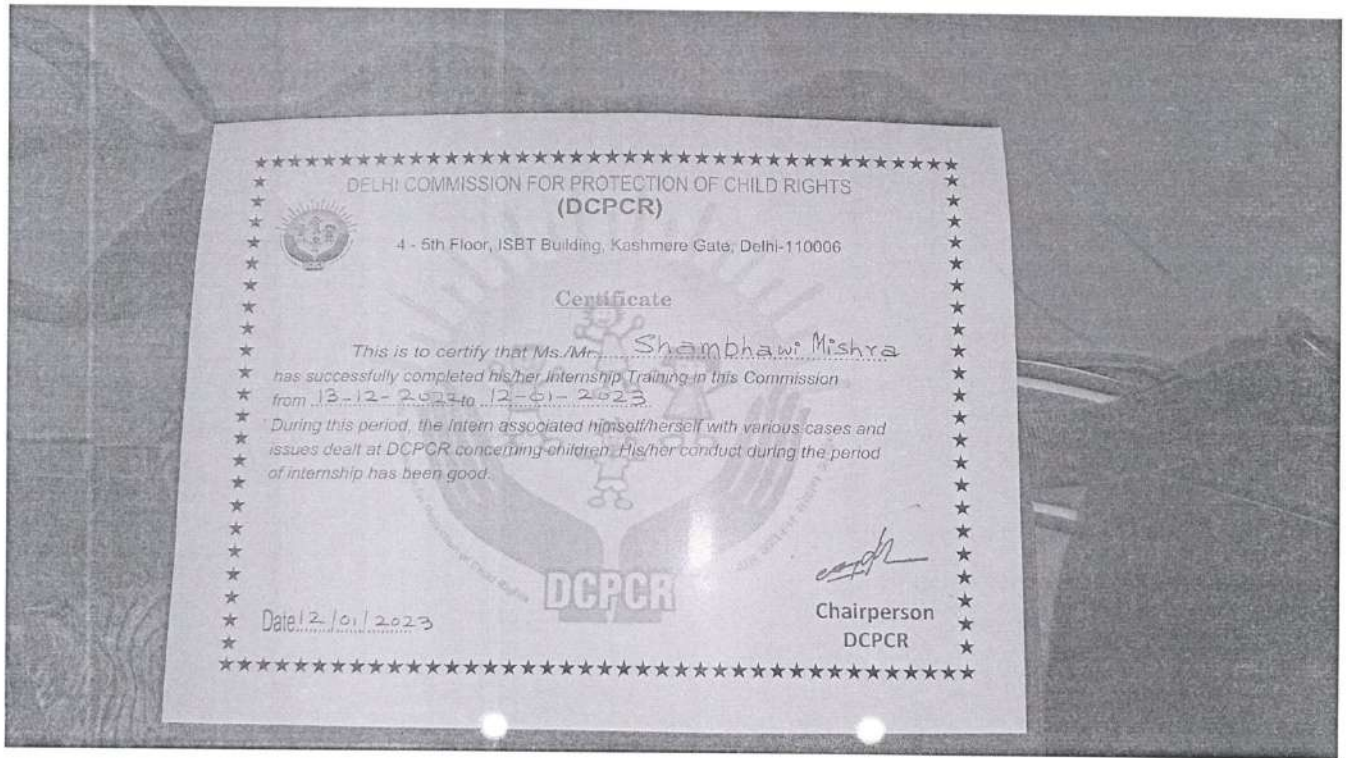 DELHI COMMISSION FOR PROTECTION OF CHILD RIGHTS
(DCPCR)
4 - 5th Floor, ISBT Building, Kashmere Gate, Delhi-110006
Certificate
This is to certify that Ms./Mr. Shambhawi Mishra
has successfully completed his/her Internship Training in this Commission
from 13-12-2022 to 12-01-2023
During this period, the Intern associated himself/herself with various cases and
issues dealt at DCPCR concerning children. His/her conduct during the period
of internship has been good.
DCPCR
Chairperson
DCPCR
Date 12/01/2023